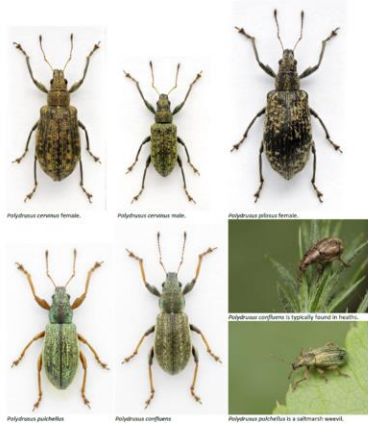 Polydrusus cervinus female.
Polydrusus cervinus male.
Polydrusus pilosus female.
Polydrusus confluens is typically found in heaths.
Polydrusus pulchellus
Polydrusus confluens
Polydrusus pulchellus is a saltmarsh weevil.